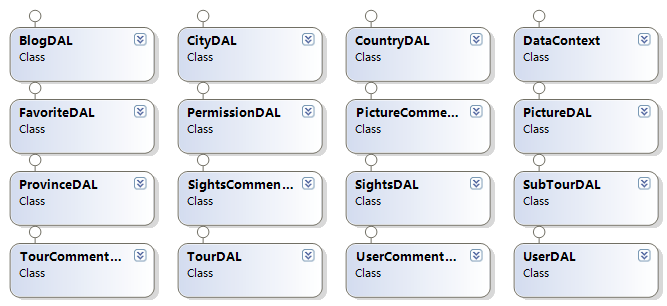 BlogDAL
Class
CityDAL
Class
CountryDAL
Class
DataContext
Class
FavoriteDAL
Class
PermissionDAL
Class
PictureComme...
Class
PictureDAL
Class
ProvinceDAL
Class
SightsCommen...
Class
SightsDAL
Class
SubTourDAL
Class
TourComment...
Class
TourDAL
Class
UserComment...
Class
UserDAL
Class